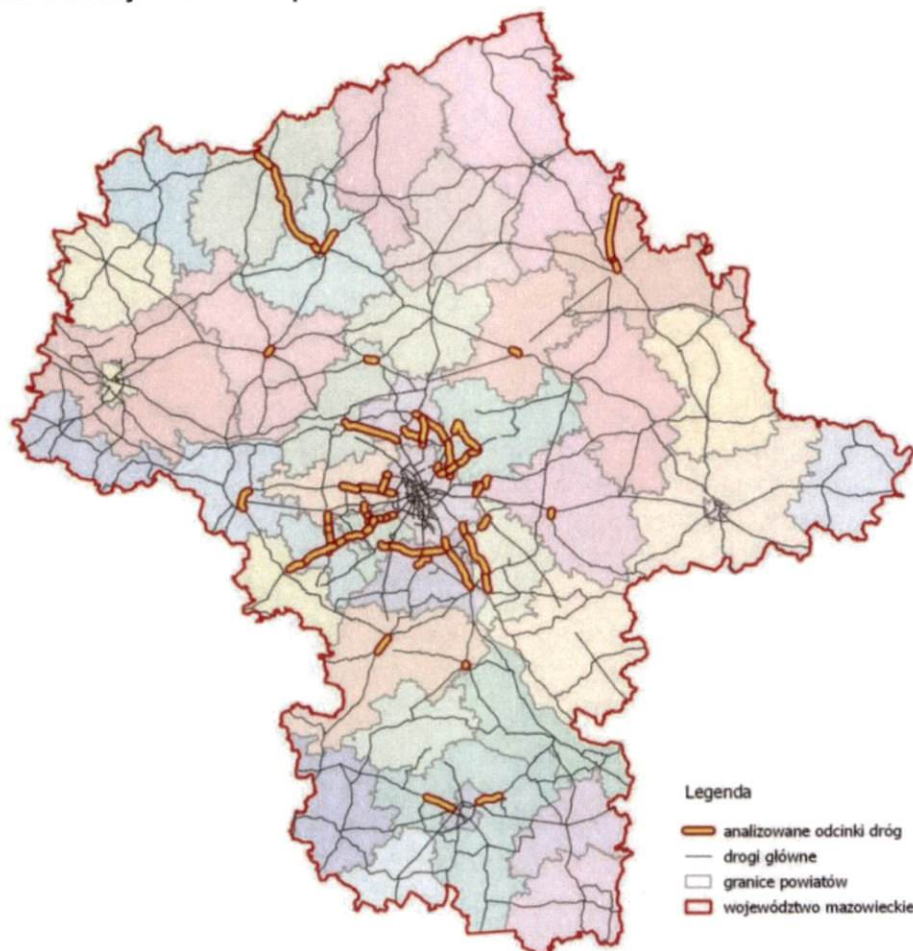 Legenda
analizowane odcinki dróg
drogi główne
granice powiatów
województwo mazowieckie